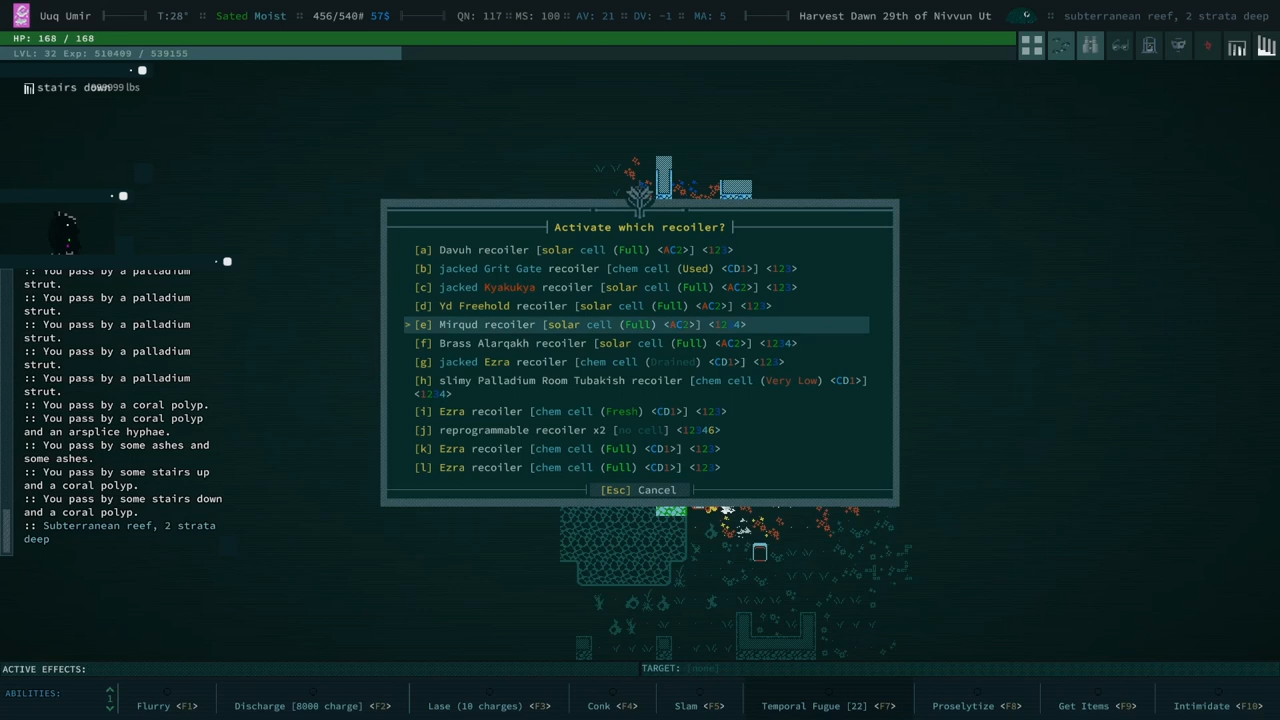 Uuq Umir T:28° :: Sated Moist :: 456/540# 57$ QN: 117 :: MS: 100 :: AV: 21 :: DV: -1 :: MA: 5 Harvest Dawn 29th of Nivvun Ut :: subterranean reef, 2 strata deep
HP: 168 / 168
LVL: 32 Exp: 510409 / 539155
stairs down
lbs
Activate which recoiler?
[a] Davuh recoiler [solar cell (Full) <AC2>] <123>
[b] jacked Grit Gate recoiler [chem cell (Used) <CD1>] <123>
[c] jacked Kyakukya recoiler [solar cell (Full) <AC2>] <123>
[d] Yd Freehold recoiler [solar cell (Full) <AC2>] <123>
>[e] Mirqud recoiler [solar cell (Full) <AC2>] <1234>
[f] Brass Alarqakh recoiler [solar cell (Full) <AC2>] <1234>
[g] jacked Ezra recoiler [chem cell (Drained) <CD1>] <123>
[h] slimy Palladium Room Tubakish recoiler [chem cell (Very Low) <CD1>]
<1234>
[i] Ezra recoiler [chem cell (Fresh) <CD1>] <123>
[j] reprogrammable recoiler x2 [no cell] <12346>
[k] Ezra recoiler [chem cell (Full) <CD1>] <123>
[l] Ezra recoiler [chem cell (Full) <CD1>] <123>
[Esc] Cancel
:: You pass by a palladium
strut.
:: You pass by a palladium
strut.
:: You pass by a palladium
strut.
:: You pass by a palladium
strut.
:: You pass by a palladium
strut.
:: You pass by a coral polyp.
:: You pass by a coral polyp
and an arsplice hyphae.
:: You pass by some ashes and
some ashes.
:: You pass by some stairs up
and a coral polyp.
:: You pass by some stairs down
and a coral polyp.
:: Subterranean reef, 2 strata
deep
ACTIVE EFFECTS: TARGET: [none]
ABILITIES: 1 Flurry <F1> Discharge [8000 charge] <F2> Lase (10 charges) <F3> Conk <F4> Slam <F5> Temporal Fugue [22] <F7> Proselytize <F8> Get Items <F9> Intimidate <F10>